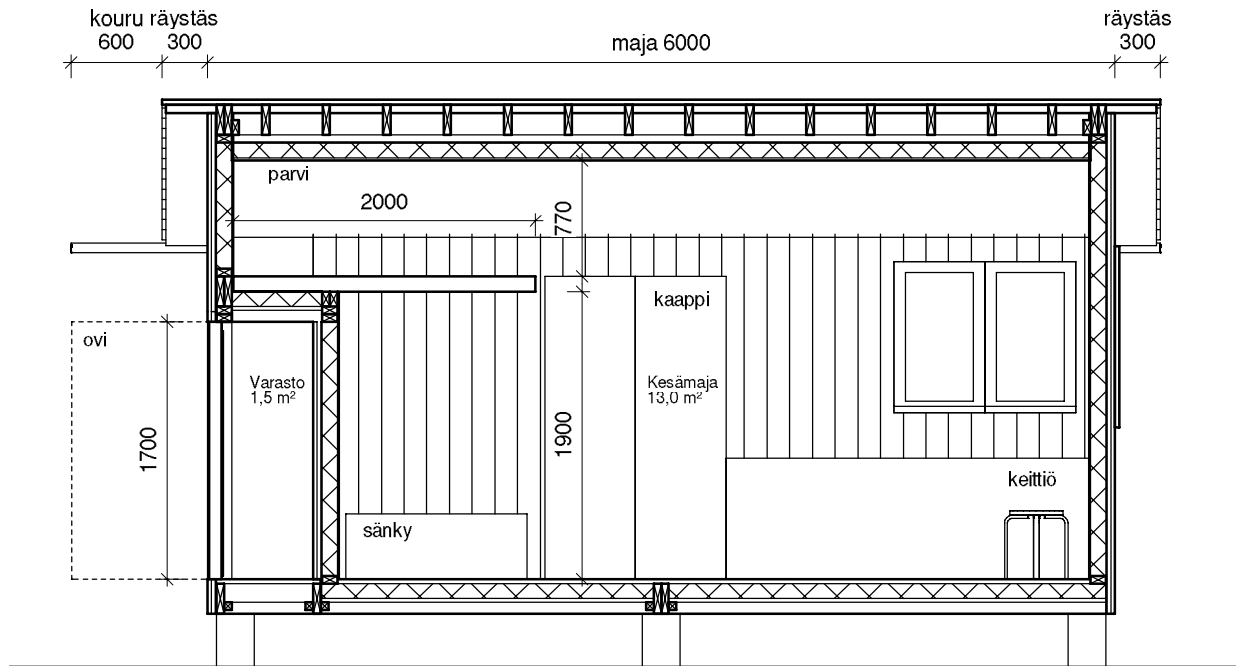 kouru räystäs
600 300
maja 6000
räystäs
300
parvi
2000
770
kaappi
ovi
Varasto
1,5 m²
Kesämaja
13,0 m²
1700
1900
keittiö
sänky